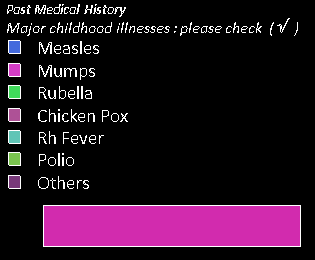 Past Medical History
Major childhood illnesses : please check (√ )
Measles
Mumps
Rubella
Chicken Pox
Rh Fever
Polio
Others